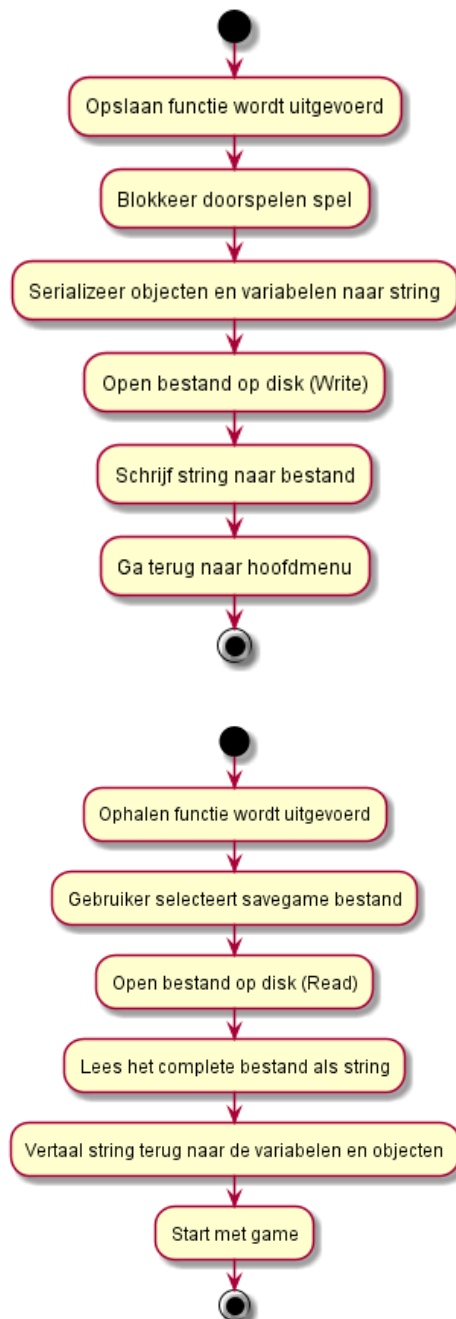 Opslaan functie wordt uitgevoerd
Blokkeer doorspelen spel
Serializeer objecten en variabelen naar string
Open bestand op disk (Write)
Schrijf string naar bestand
Ga terug naar hoofdmenu
Ophalen functie wordt uitgevoerd
Gebruiker selecteert savegame bestand
Open bestand op disk (Read)
Lees het complete bestand als string
Vertaal string terug naar de variabelen en objecten
Start met game